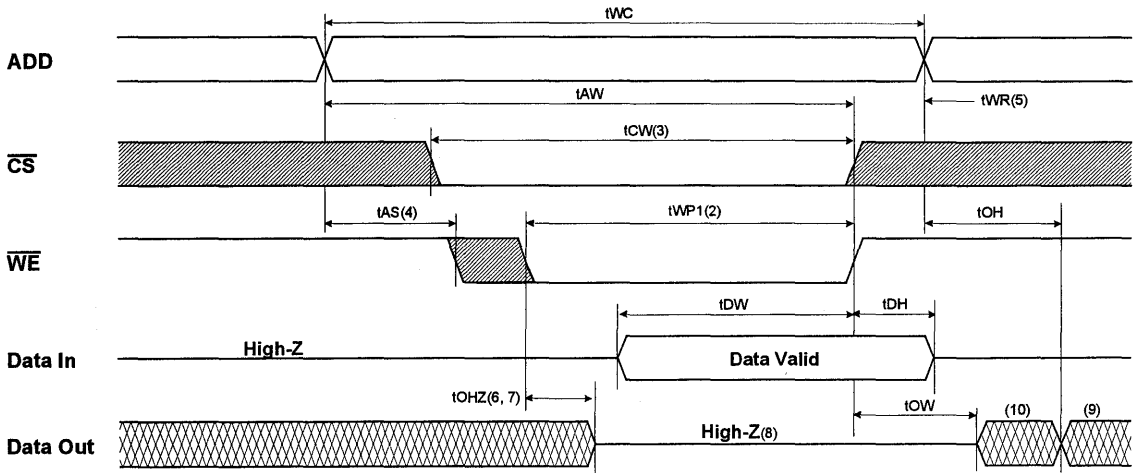 tWC
ADD
tAW
tWR(5)
tCW(3)
CS
tAS(4)
tWP1(2)
tOH
WE
tDW
tDH
High-Z
Data In
Data Valid
tOHZ(6, 7)
tOW
(10)
(9)
High-Z(8)
Data Out